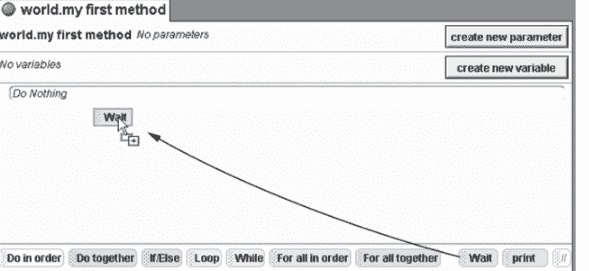 world.my first method
world.my first method No parameters
create new parameter
No variables
create new variable
Do Nothing
Wait
Do in order Do together If/Else Loop While For all in order For all together Wait print //